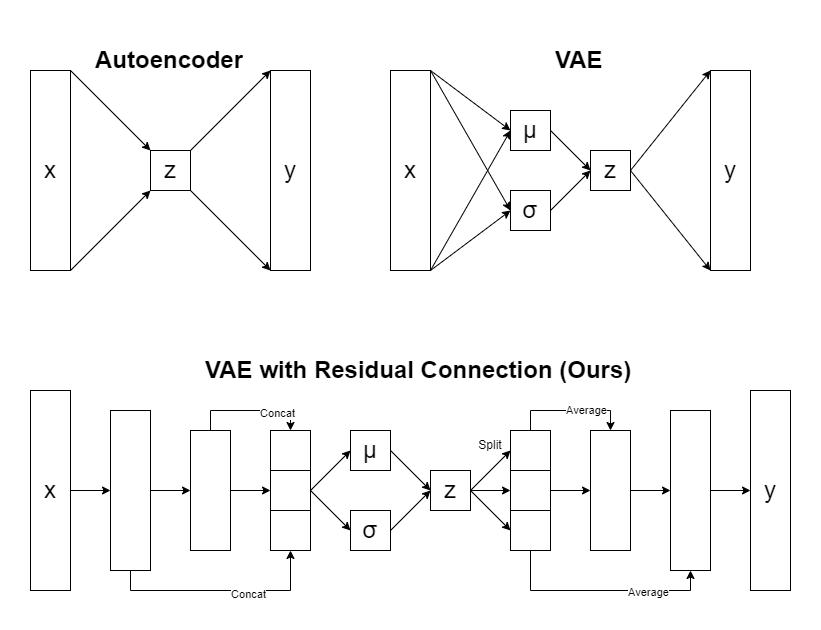 Autoencoder
VAE
x
z
y
x
μ
σ
z
y
VAE with Residual Connection (Ours)
Concat
Average
Split
x
μ
z
σ
y
Concat
Average